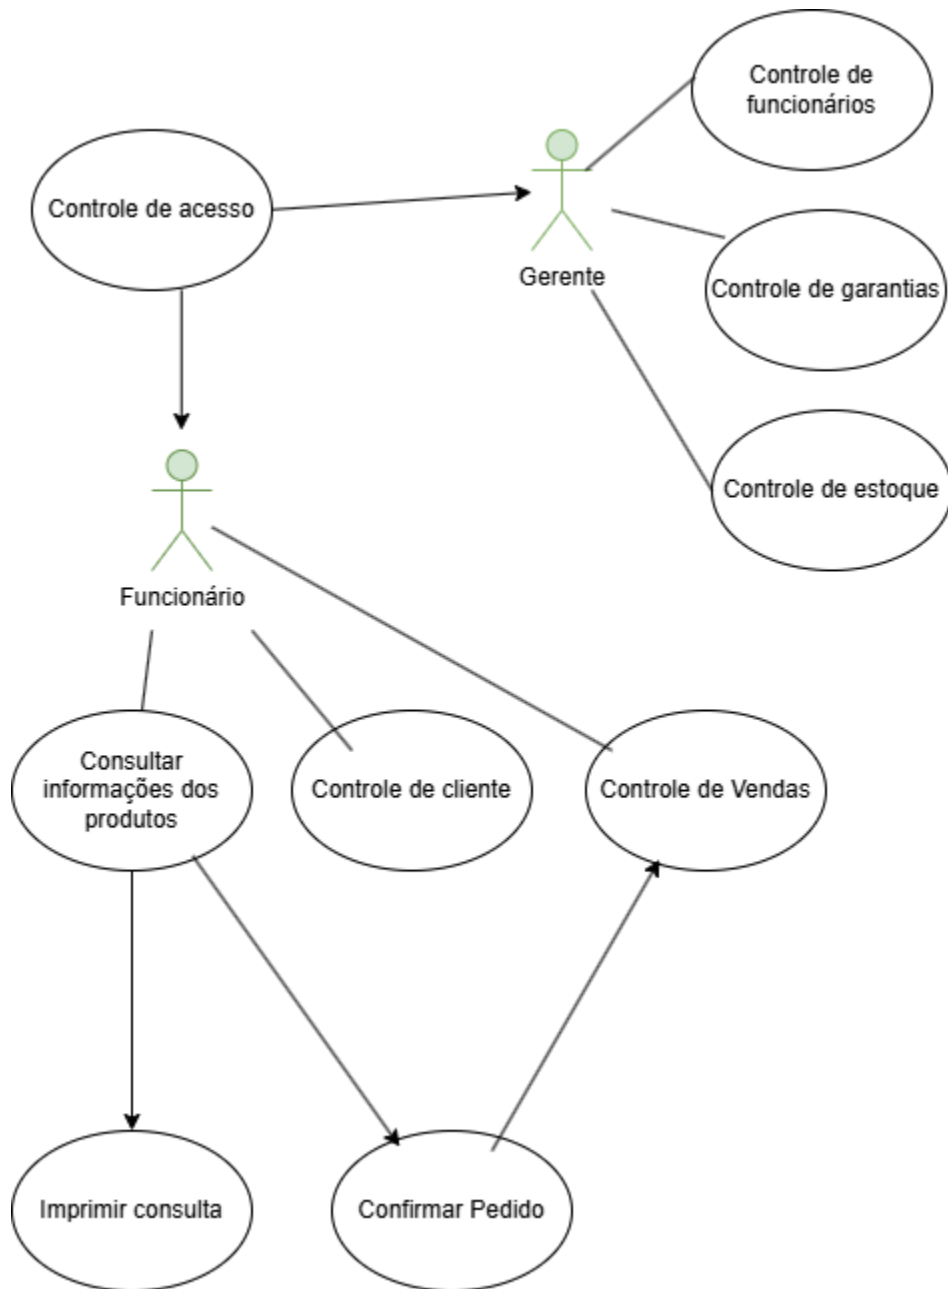 Controle de
funcionários
Controle de acesso
Gerente
Controle de garantias
Controle de estoque
Funcionário
Consultar
informações dos
produtos
Controle de cliente
Controle de Vendas
Imprimir consulta
Confirmar Pedido